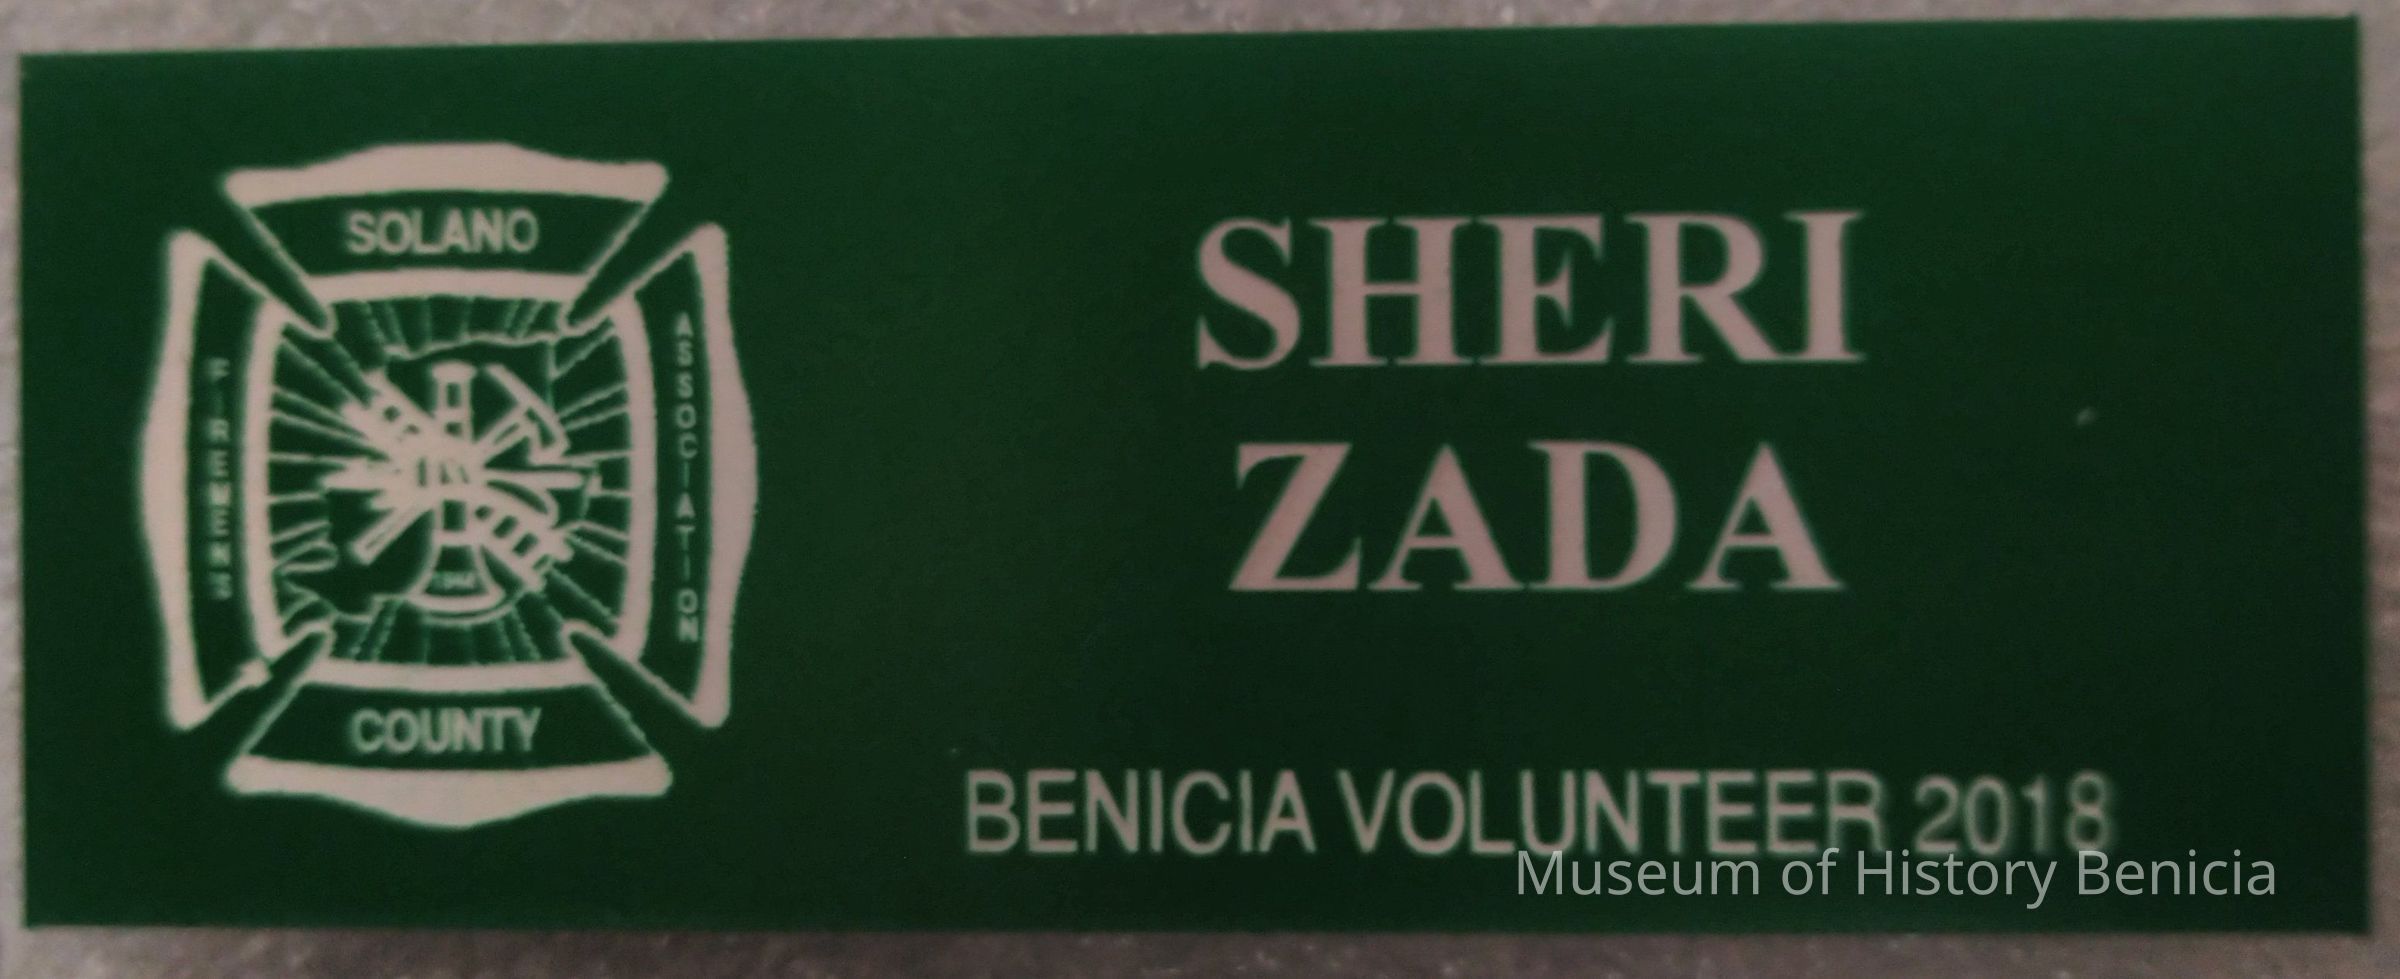 SOLANO
FIREMENS
ASSOCIATION
COUNTY
SHERI
ZADA
BENICIA VOLUNTEER 2018
Museum of History Benicia